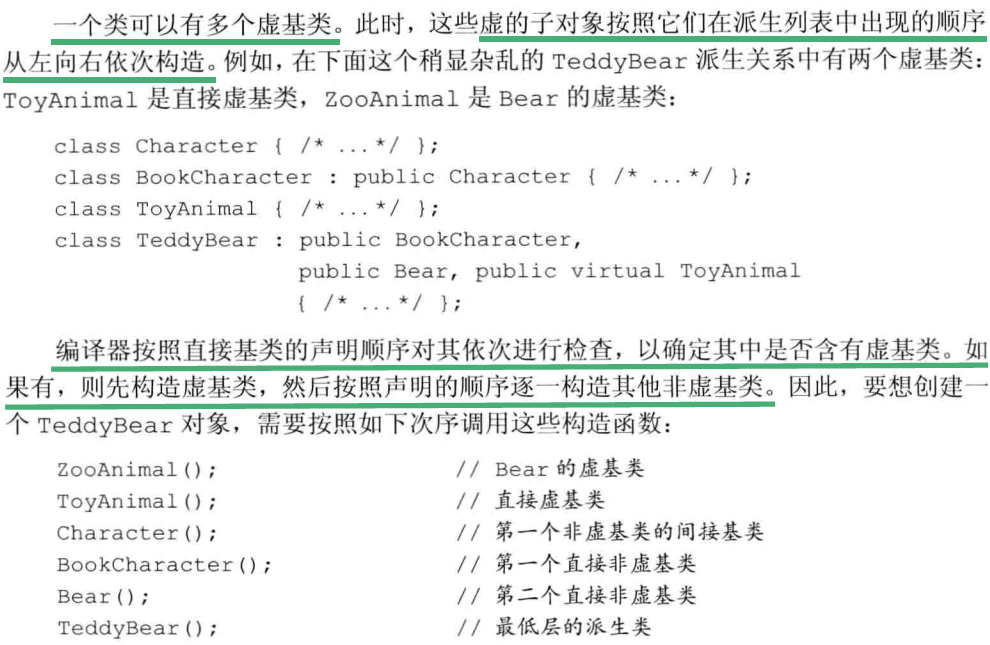 一个类可以有多个虚基类。此时，这些虚的子对象按照它们在派生列表中出现的顺序
从左向右依次构造。例如，在下面这个稍显杂乱的 TeddyBear 派生关系中有两个虚基类：
ToyAnimal 是直接虚基类，ZooAnimal 是 Bear 的虚基类：
class Character { /* ...*/ };
class BookCharacter : public Character { /* ...*/ };
class ToyAnimal { /* ...*/ };
class TeddyBear : public BookCharacter,
public Bear, public virtual ToyAnimal
{ /* ...*/ };
编译器按照直接基类的声明顺序对其依次进行检查，以确定其中是否含有虚基类。如
果有，则先构造虚基类，然后按照声明的顺序逐一构造其他非虚基类。因此，要想创建一
个 TeddyBear 对象，需要按照如下次序调用这些构造函数：
ZooAnimal(); // Bear 的虚基类
ToyAnimal(); // 直接虚基类
Character(); // 第一个非虚基类的间接基类
BookCharacter(); // 第一个直接非虚基类
Bear(); // 第二个直接非虚基类
TeddyBear(); // 最低层的派生类